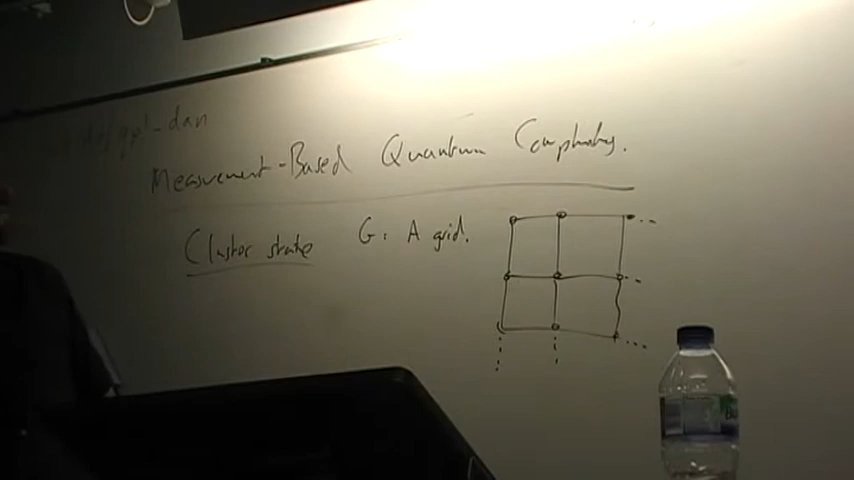 Measurement-Based Quantum Computing.
Cluster state G: A grid.